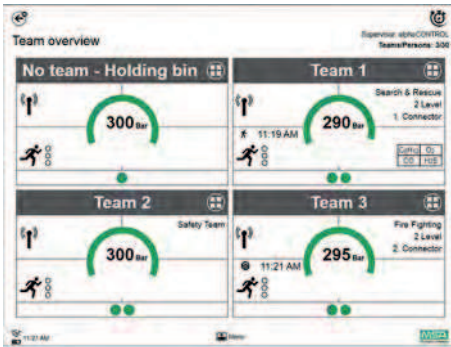 Supervisor: alphaCONTROL
Team overview
Teams/Persons: 3/00
No team - Holding bin
300 Bar
Team 1
Search & Rescue
2 Level
1. Connector
290 Bar
11:19 AM
O₂
CO H₂S
Team 2
Safety Team
300 Bar
Team 3
Fire Fighting
2 Level
2. Connector
295 Bar
11:21 AM
11:21 AM
Menu
MSA